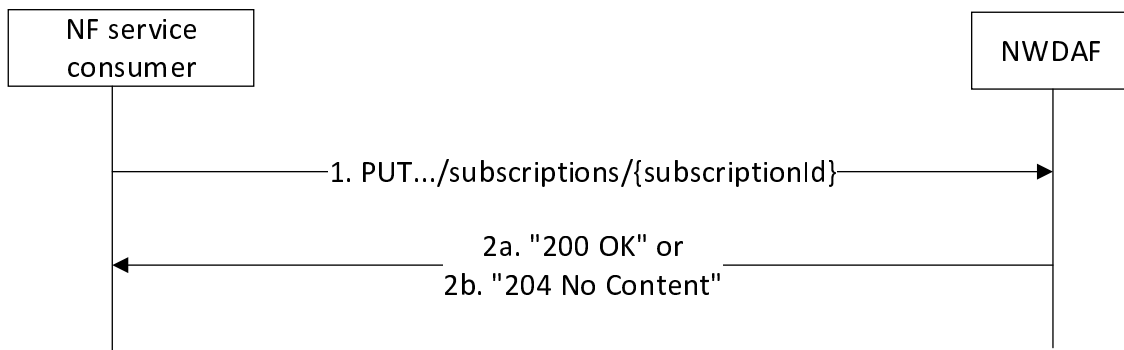 NF service
consumer
NWDAF
1. PUT.../subscriptions/{subscriptionId}
2a. "200 OK" or
2b. "204 No Content"